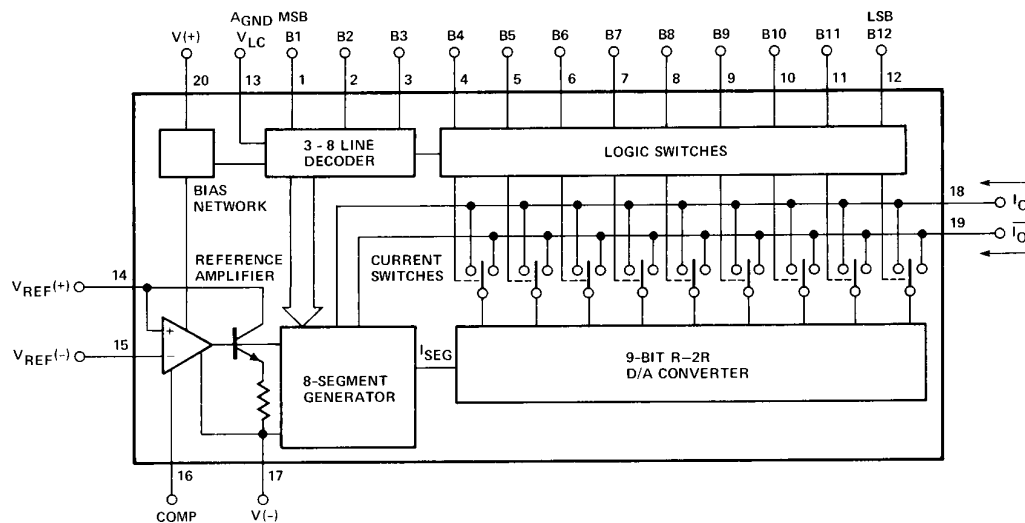 AGND MSB LSB
V(+) VLC B1 B2 B3 B4 B5 B6 B7 B8 B9 B10 B11 B12
20 13 1 2 3 4 5 6 7 8 9 10 11 12
3 - 8 LINE
DECODER
LOGIC SWITCHES
BIAS
NETWORK
18
IO
19
IO
REFERENCE
AMPLIFIER
CURRENT
SWITCHES
14
VREF(+)
+
15
VREF(-)
−
8-SEGMENT
GENERATOR
ISEG
9-BIT R-2R
D/A CONVERTER
16
17
COMP
V(-)